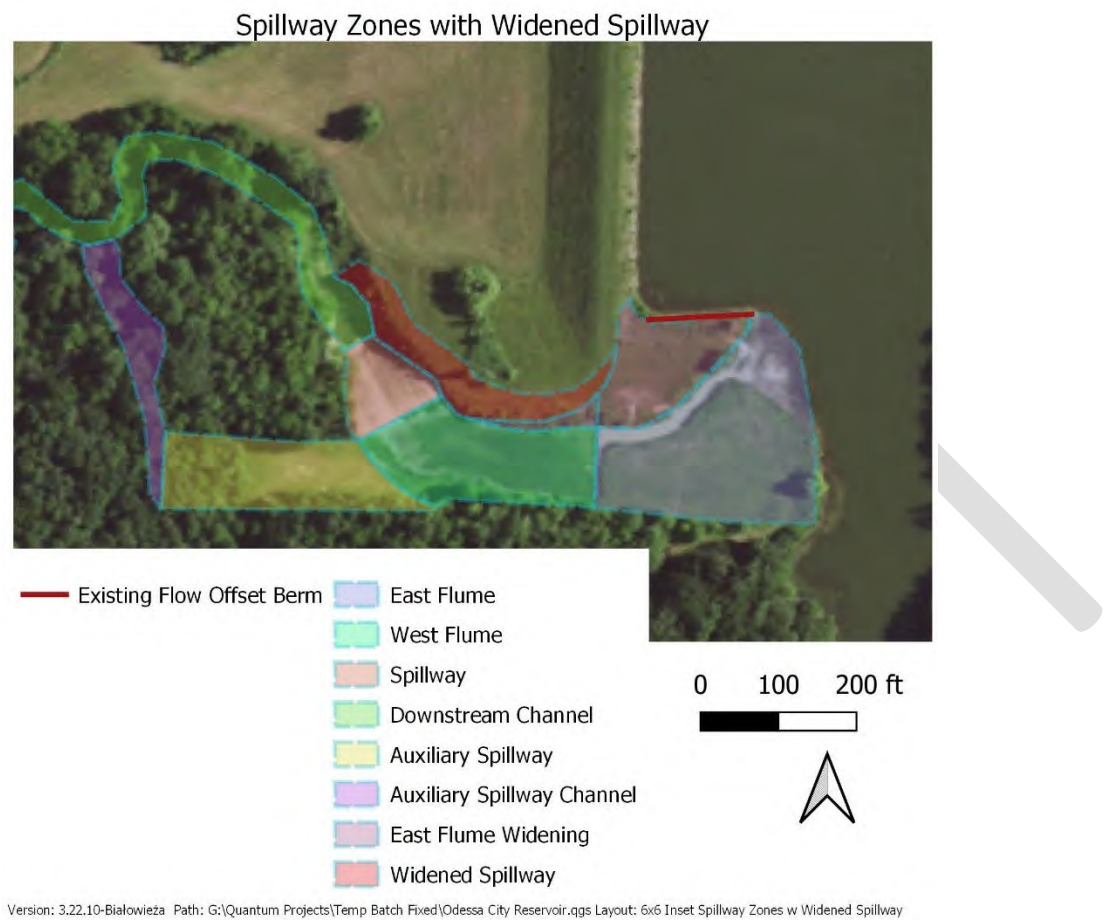 Spillway Zones with Widened Spillway
Existing Flow Offset Berm
East Flume
West Flume
Spillway
Downstream Channel
Auxiliary Spillway
Auxiliary Spillway Channel
East Flume Widening
Widened Spillway
0 100 200 ft
Version: 3.22.10-Białowieża Path: G:\Quantum Projects\Temp Batch Fixed\Odessa City Reservoir.qgs Layout: 6x6 Inset Spillway Zones w Widened Spillway